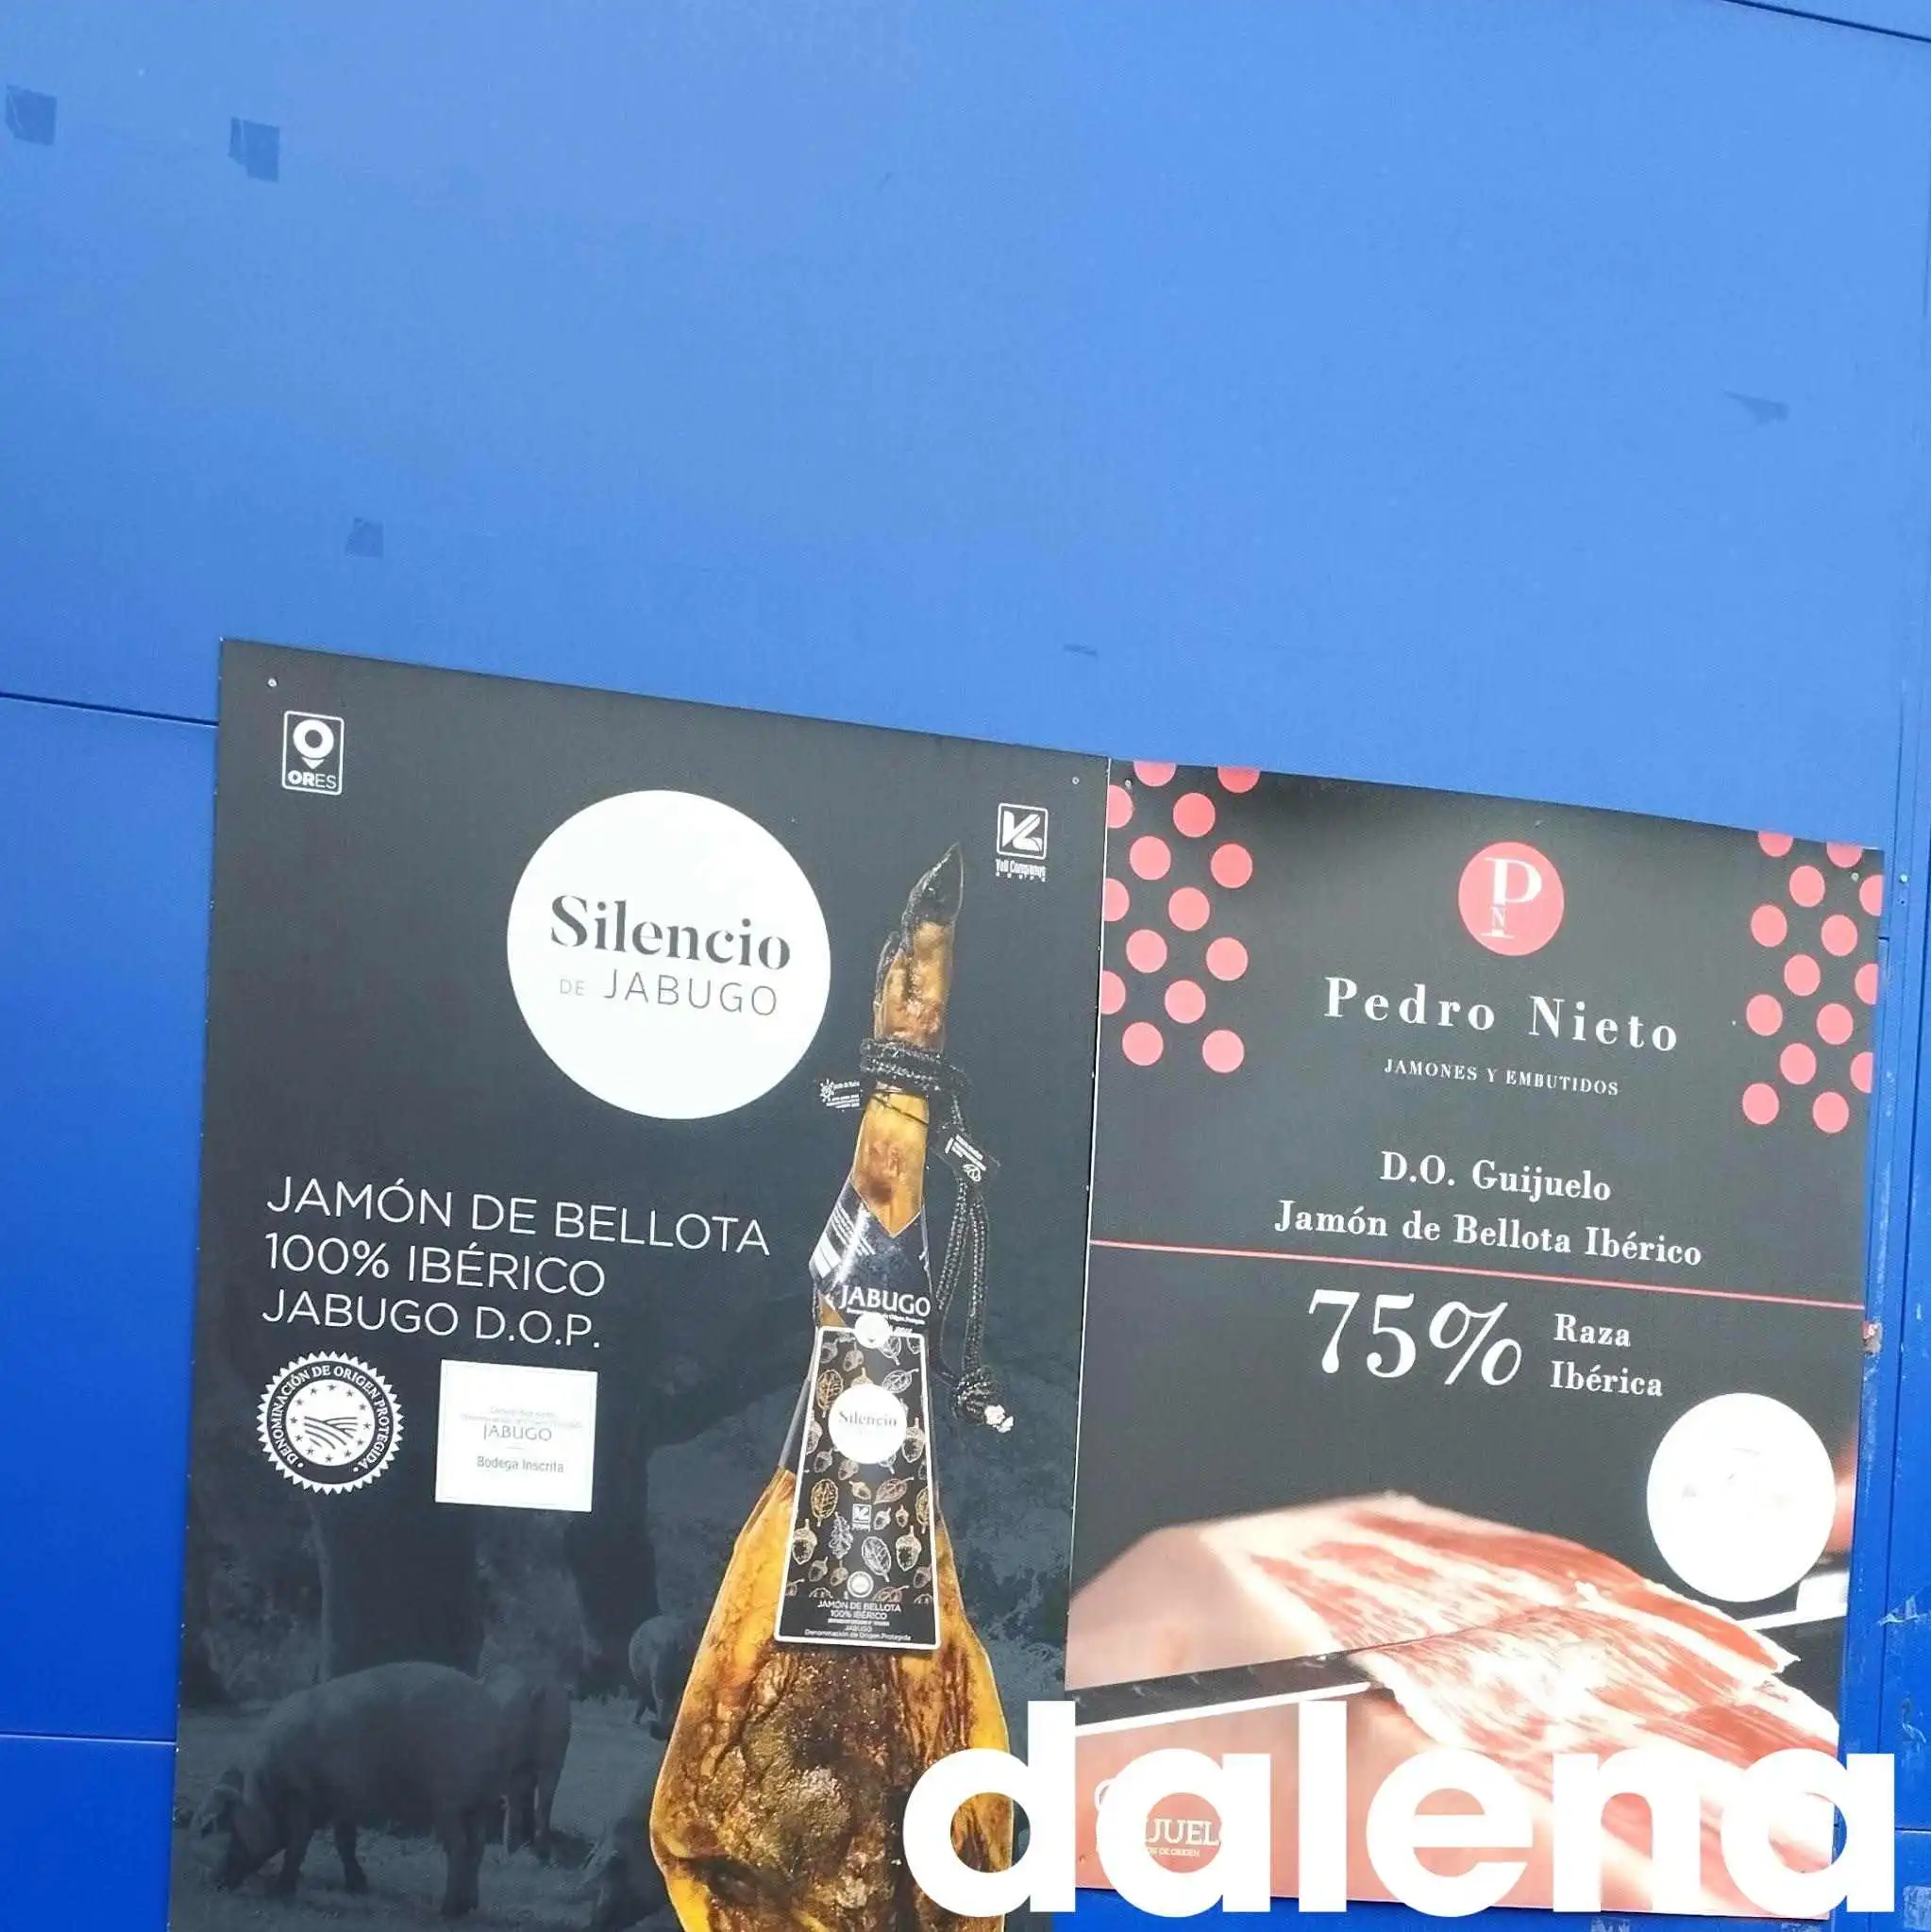 ORES
Silencio
DE JABUGO
JAMÓN DE BELLOTA
100% IBÉRICO
JABUGO D.O.P.
DENOMINACIÓN DE ORIGEN PROTEGIDA
JABUGO
Bodega Inscrita
JABUGO
Silencio
JAMÓN DE BELLOTA
100% IBÉRICO
JABUGO
Denominación de Origen Protegida
PN
Pedro Nieto
JAMONES Y EMBUTIDOS
D.O. Guijuelo
Jamón de Bellota Ibérico
75% Raza
Ibérica
dalena